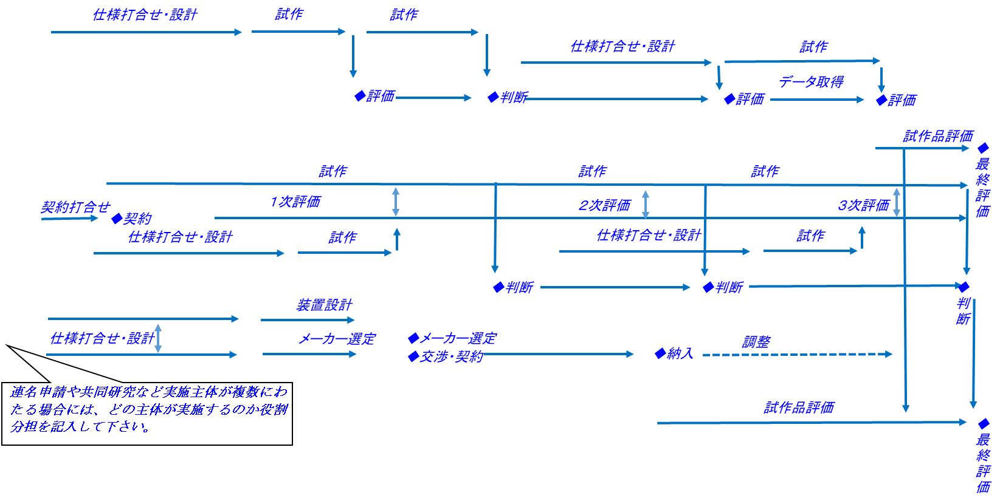 仕様打合せ・設計
試作
試作
仕様打合せ・設計
試作
データ取得
◆評価
◆判断
◆評価
◆評価
試作品評価
◆最終評価
試作
試作
試作
1次評価
2次評価
3次評価
契約打合せ
◆契約
仕様打合せ・設計
試作
仕様打合せ・設計
試作
◆判断
◆判断
◆判断
装置設計
仕様打合せ・設計
メーカー選定
◆メーカー選定
◆交渉・契約
◆納入
調整
連名申請や共同研究など実施主体が複数にわ
たる場合には、どの主体が実施するのか役割
分担を記入して下さい。
試作品評価
◆最終評価